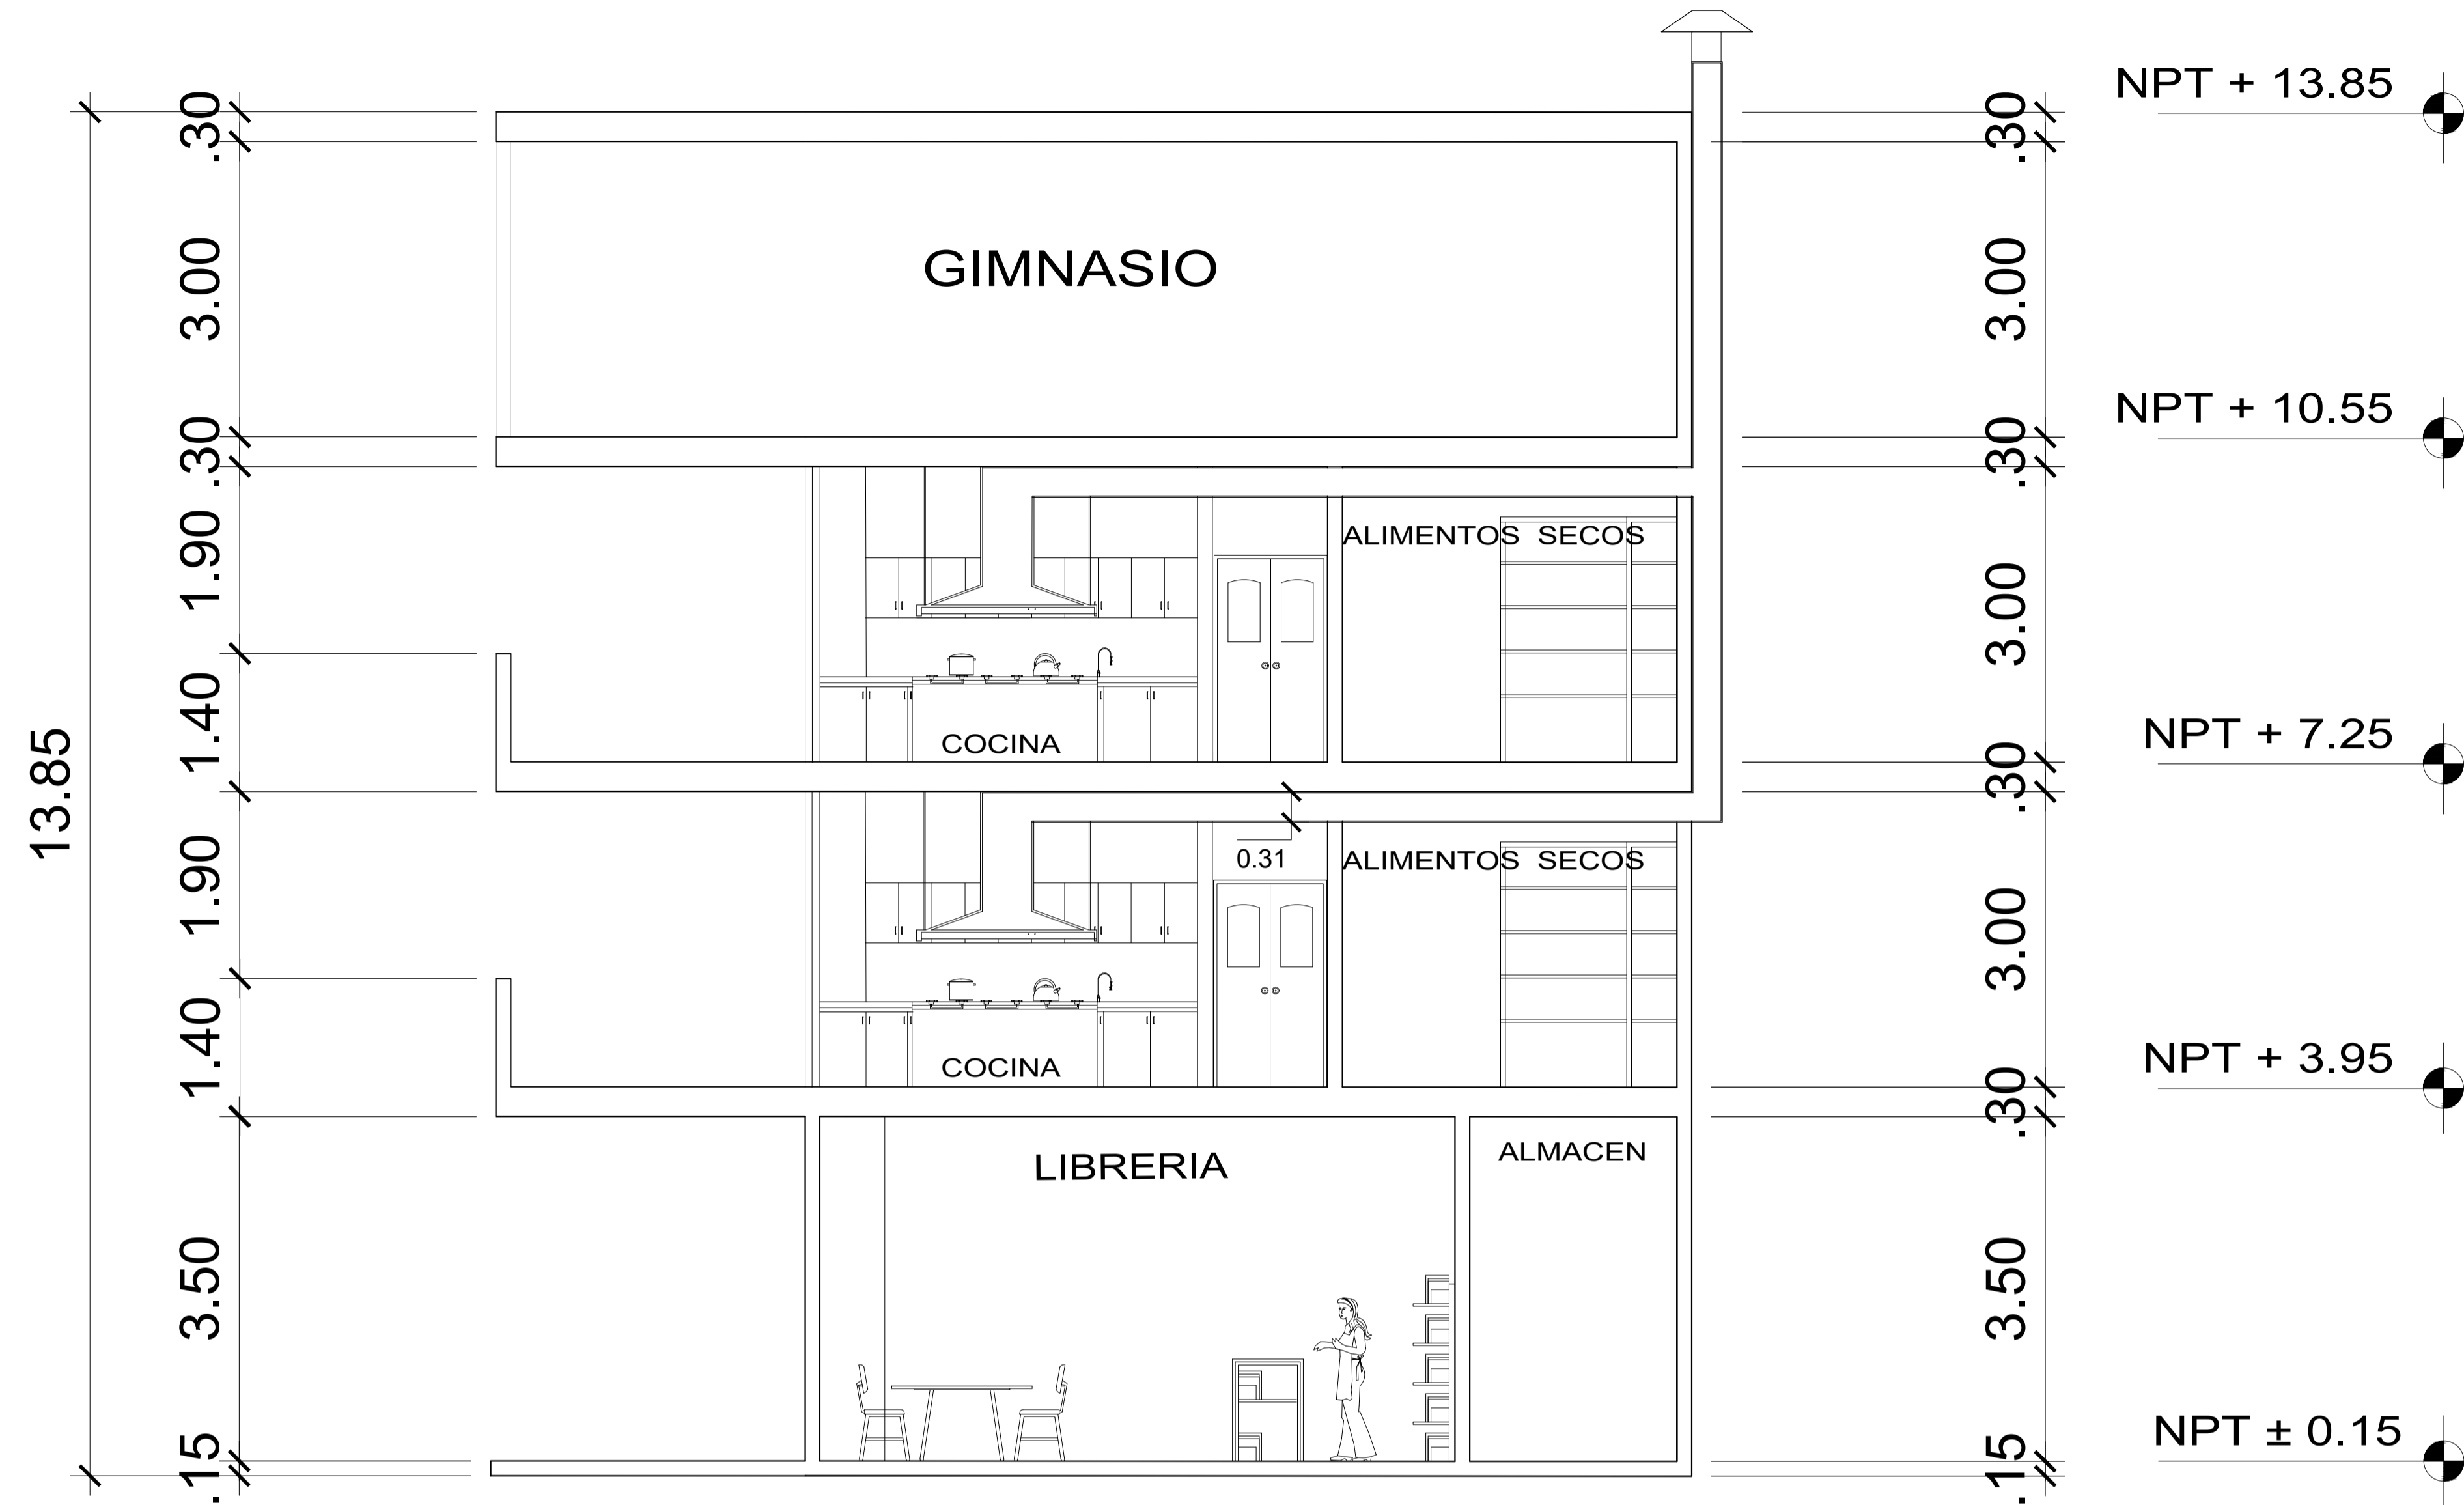 NPT + 13.85
.30
.30
3.00
GIMNASIO
3.00
NPT + 10.55
.30
.30
1.90
ALIMENTOS SECOS
3.00
1.40
COCINA
NPT + 7.25
13.85
.30
1.90
0.31
ALIMENTOS SECOS
3.00
1.40
COCINA
NPT + 3.95
.30
LIBRERIA
ALMACEN
3.50
3.50
NPT ± 0.15
.15
.15